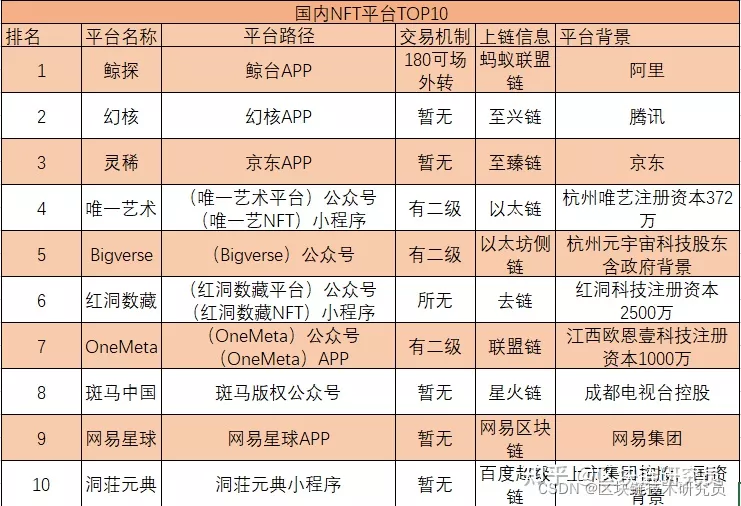 国内NFT平台TOP10
排名 平台名称 平台路径 交易机制 上链信息 平台背景
1 鲸探 鲸台APP 180可场外转 蚂蚁联盟链 阿里
2 幻核 幻核APP 暂无 至兴链 腾讯
3 灵稀 京东APP 暂无 至臻链 京东
4 唯一艺术 （唯一艺术平台）公众号 有二级 以太链 杭州唯艺注册资本372万
（唯一艺NFT）小程序
5 Bigverse （Bigverse）公众号 有二级 以太坊侧链 杭州元宇宙科技股东含政府背景
6 红洞数藏 （红洞数藏平台）公众号 所无 去链 红洞科技注册资本2500万
（红洞数藏NFT）小程序
7 OneMeta （OneMeta）公众号 有二级 联盟链 江西欧恩壹科技注册资本1000万
（OneMeta）APP
8 斑马中国 斑马版权公众号 暂无 星火链 成都电视台控股
9 网易星球 网易星球APP 暂无 网易区块链 网易集团
10 洞荘元典 洞荘元典小程序 暂无 百度超 链 上市集团控股 国资背景
知乎 @区块链研究员
CSDN @区块链技术研究员